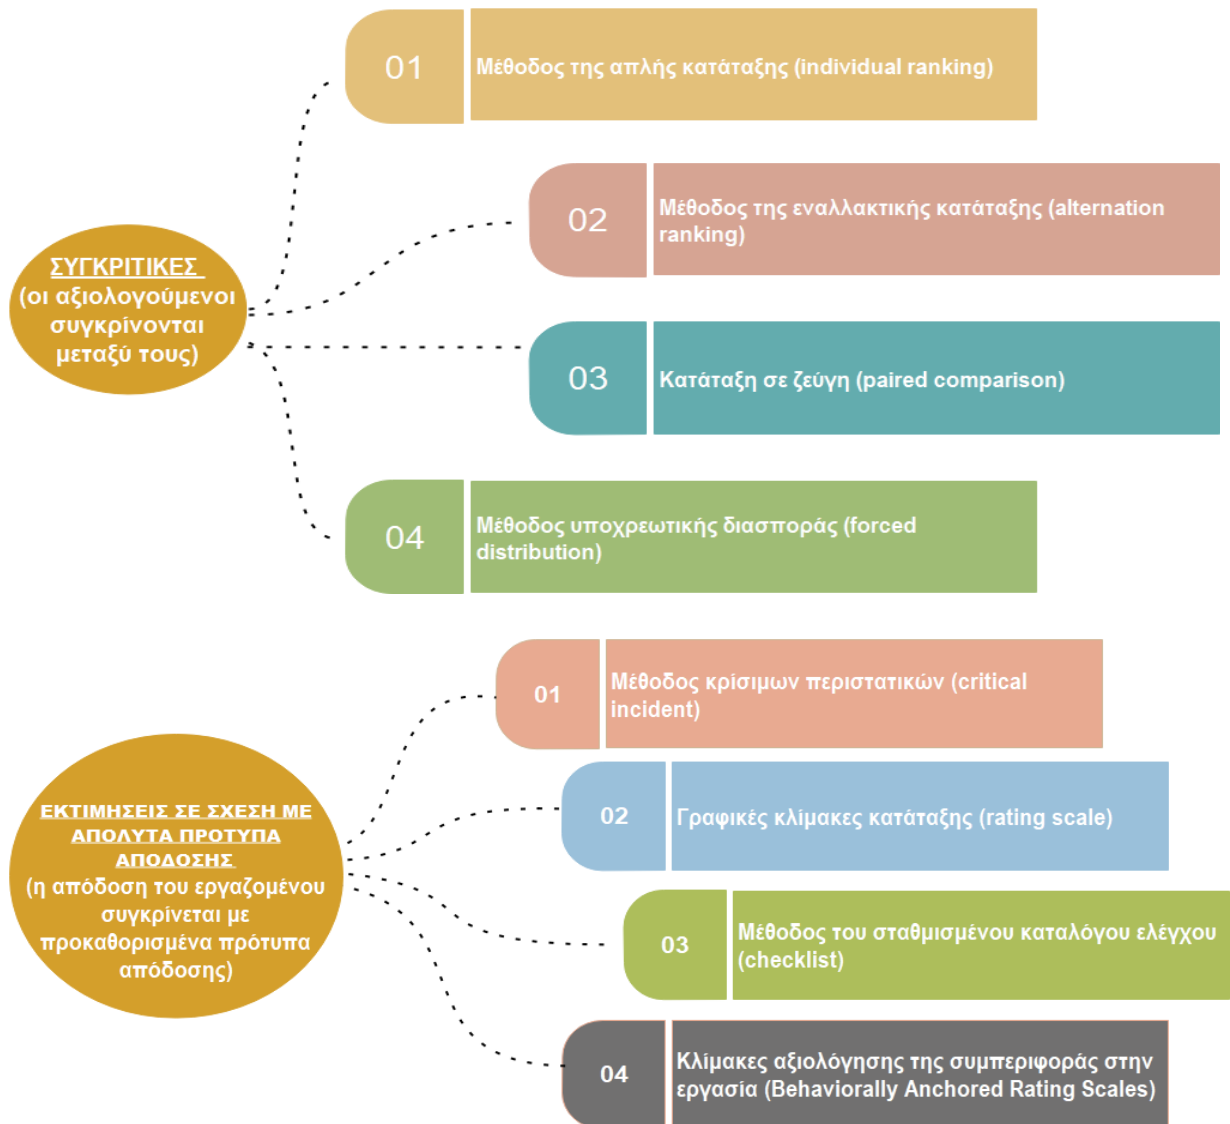 ΣΥΓΚΡΙΤΙΚΕΣ
(οι αξιολογούμενοι
συγκρίνονται
μεταξύ τους)
01
Μέθοδος της απλής κατάταξης (individual ranking)
02
Μέθοδος της εναλλακτικής κατάταξης (alternation
ranking)
03
Κατάταξη σε ζεύγη (paired comparison)
04
Μέθοδος υποχρεωτικής διασποράς (forced
distribution)
ΕΚΤΙΜΗΣΕΙΣ ΣΕ ΣΧΕΣΗ ΜΕ
ΑΠΟΛΥΤΑ ΠΡΟΤΥΠΑ
ΑΠΟΔΟΣΗΣ
(η απόδοση του εργαζομένου
συγκρίνεται με
προκαθορισμένα πρότυπα
απόδοσης)
01
Μέθοδος κρίσιμων περιστατικών (critical
incident)
02
Γραφικές κλίμακες κατάταξης (rating scale)
03
Μέθοδος του σταθμισμένου καταλόγου ελέγχου
(checklist)
04
Κλίμακες αξιολόγησης της συμπεριφοράς στην
εργασία (Behaviorally Anchored Rating Scales)